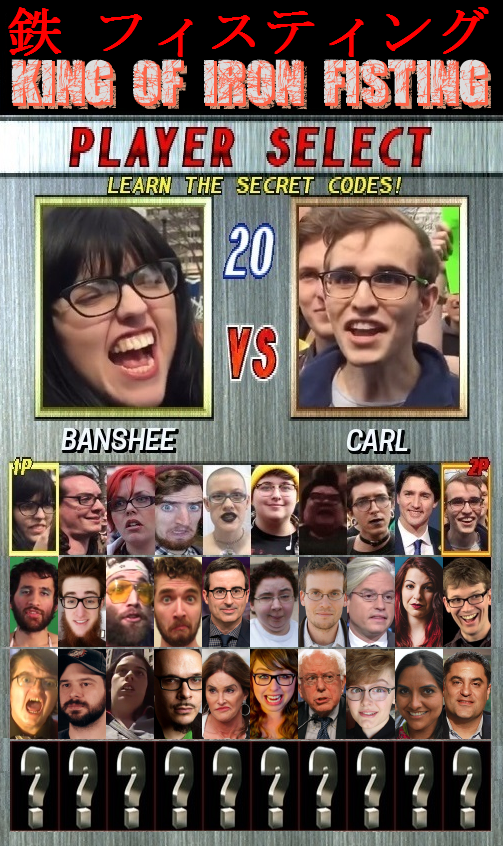 鉄 フィスティング
KING OF IRON FISTING
PLAYER SELECT
LEARN THE SECRET CODES!
20
VS
BANSHEE
CARL
1P
2P
? ? ? ? ? ? ? ? ? ?